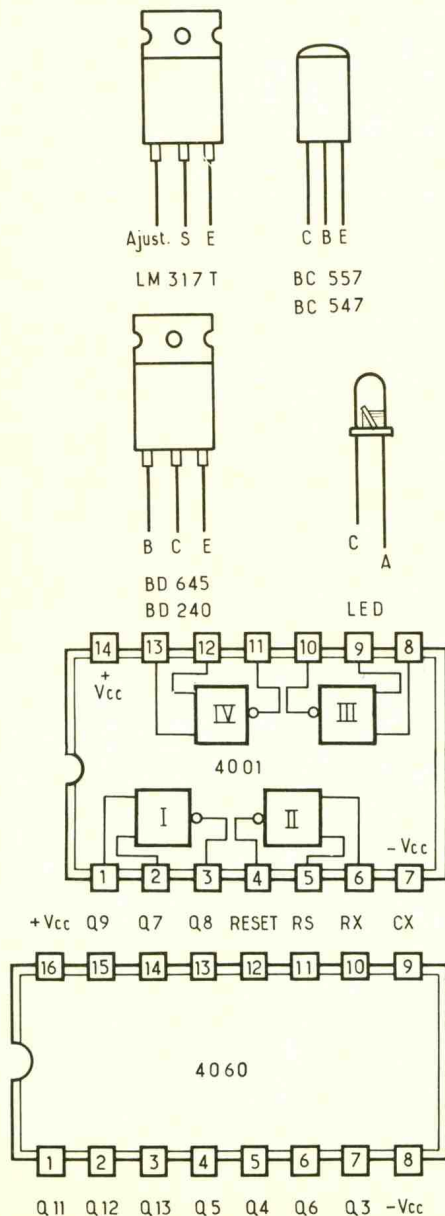 Ajust. S E
C B E
LM 317 T
BC 557
BC 547
B C E
C
A
BD 645
BD 240
LED
14 13 12 11 10 9 8
+
Vcc
IV
III
4001
I
II
-Vcc
1 2 3 4 5 6 7
+Vcc Q9 Q7 Q8 RESET RS RX CX
16 15 14 13 12 11 10 9
4060
1 2 3 4 5 6 7 8
Q11 Q12 Q13 Q5 Q4 Q6 Q3 -Vcc